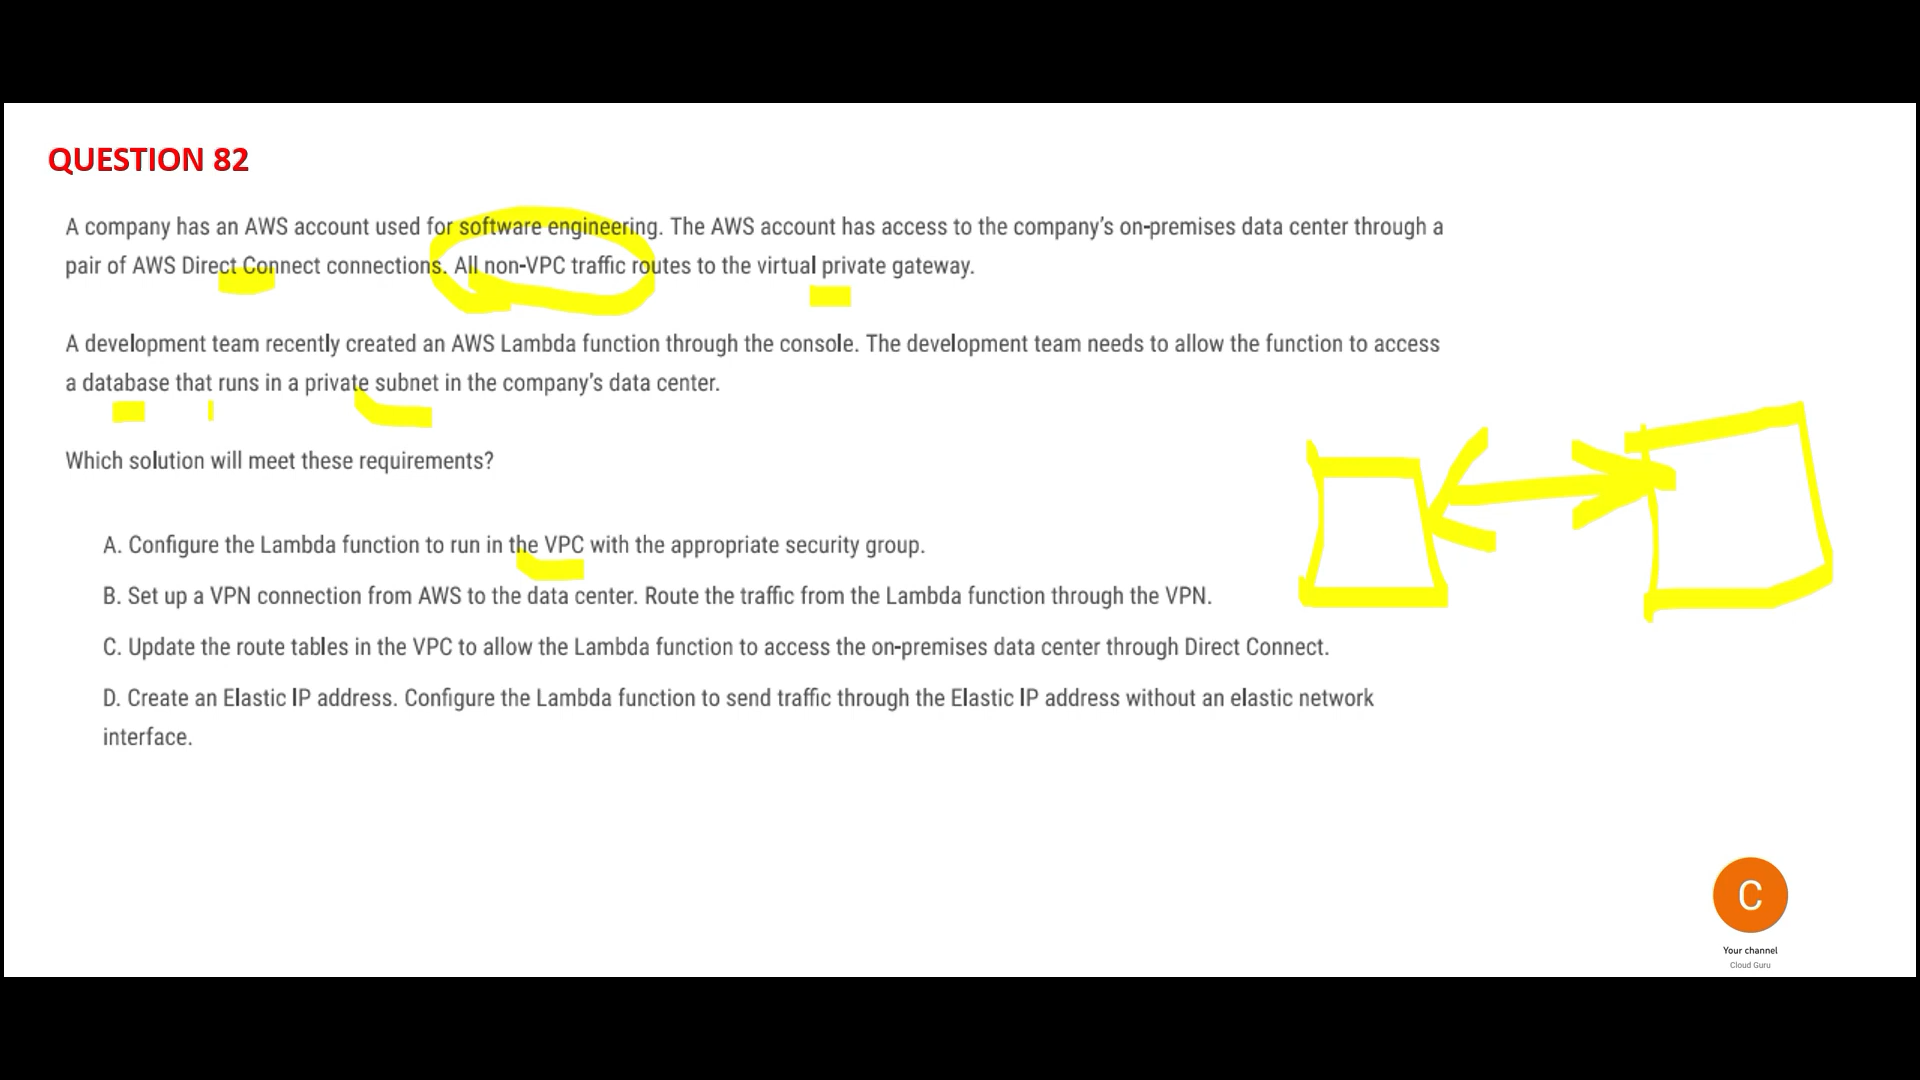 QUESTION 82
A company has an AWS account used for software engineering. The AWS account has access to the company's on-premises data center through a
pair of AWS Direct Connect connections. All non-VPC traffic routes to the virtual private gateway.
A development team recently created an AWS Lambda function through the console. The development team needs to allow the function to access
a database that runs in a private subnet in the company's data center.
Which solution will meet these requirements?
A. Configure the Lambda function to run in the VPC with the appropriate security group.
B. Set up a VPN connection from AWS to the data center. Route the traffic from the Lambda function through the VPN.
C. Update the route tables in the VPC to allow the Lambda function to access the on-premises data center through Direct Connect.
D. Create an Elastic IP address. Configure the Lambda function to send traffic through the Elastic IP address without an elastic network
interface.
C
Your channel
Cloud Guru